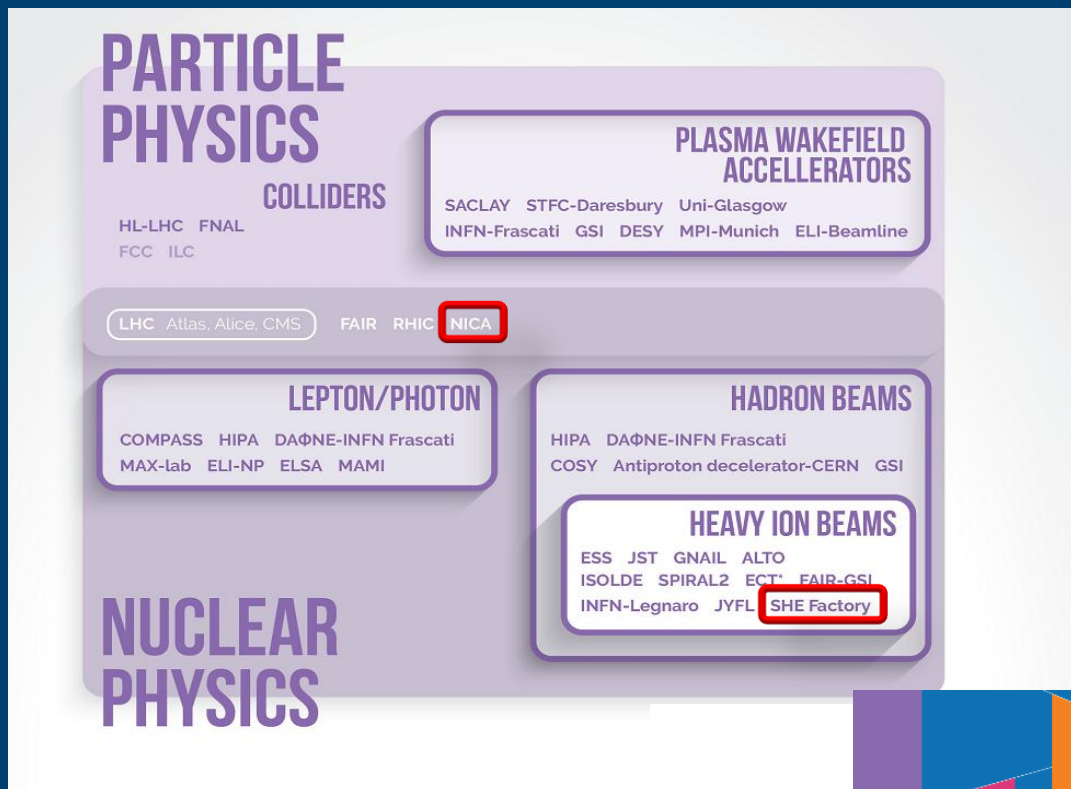 PARTICLE
PHYSICS
COLLIDERS
HL-LHC FNAL
FCC ILC
PLASMA WAKEFIELD
ACCELLERATORS
SACLAY STFC-Daresbury Uni-Glasgow
INFN-Frascati GSI DESY MPI-Munich ELI-Beamline
LHC Atlas, Alice, CMS FAIR RHIC NICA
LEPTON/PHOTON
COMPASS HIPA DAΦNE-INFN Frascati
MAX-lab ELI-NP ELSA MAMI
HADRON BEAMS
HIPA DAΦNE-INFN Frascati
COSY Antiproton decelerator-CERN GSI
HEAVY ION BEAMS
ESS JST GNAIL ALTO
ISOLDE SPIRAL2 ECT* FAIR-GSI
INFN-Legnaro JYFL SHE Factory
NUCLEAR
PHYSICS